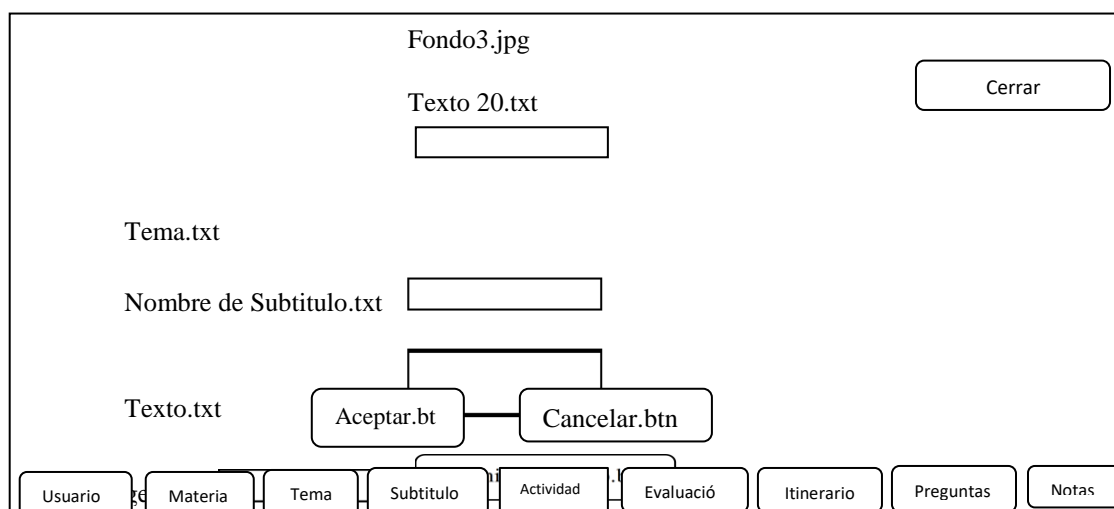 Fondo3.jpg
Cerrar
Texto 20.txt
Tema.txt
Nombre de Subtitulo.txt
Texto.txt
Aceptar.bt
Cancelar.btn
Usuario
Materia
Tema
Subtitulo
Actividad
Evaluació
Itinerario
Preguntas
Notas